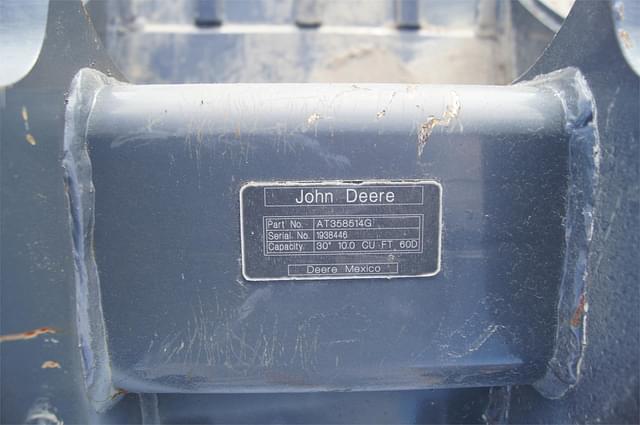 John Deere
Part No. AT358514G
Serial No. 1938446
Capacity. 30" 10.0 CU FT 60D
Deere Mexico